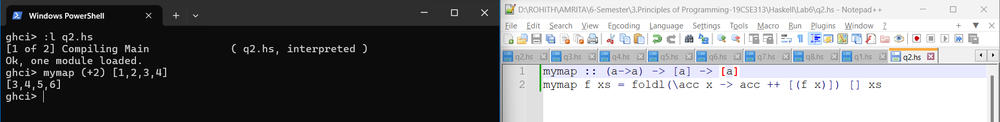 Windows PowerShell
ghci> :l q2.hs
[1 of 2] Compiling Main             ( q2.hs, interpreted )
Ok, one module loaded.
ghci> mymap (+2) [1,2,3,4]
[3,4,5,6]
ghci>
D:\ROHITH\AMRITA\6-Semester\3.Principles of Programming-19CSE313\Haskell\Lab6\q2.hs - Notepad++
File Edit Search View Encoding Language Settings Tools Macro Run Plugins Window ?
q2.hs q3.hs q4.hs q5.hs q6.hs q7.hs q8.hs q1.hs q2.hs
1 mymap :: (a->a) -> [a] -> [a]
2 mymap f xs = foldl(\acc x -> acc ++ [(f x)]) [] xs